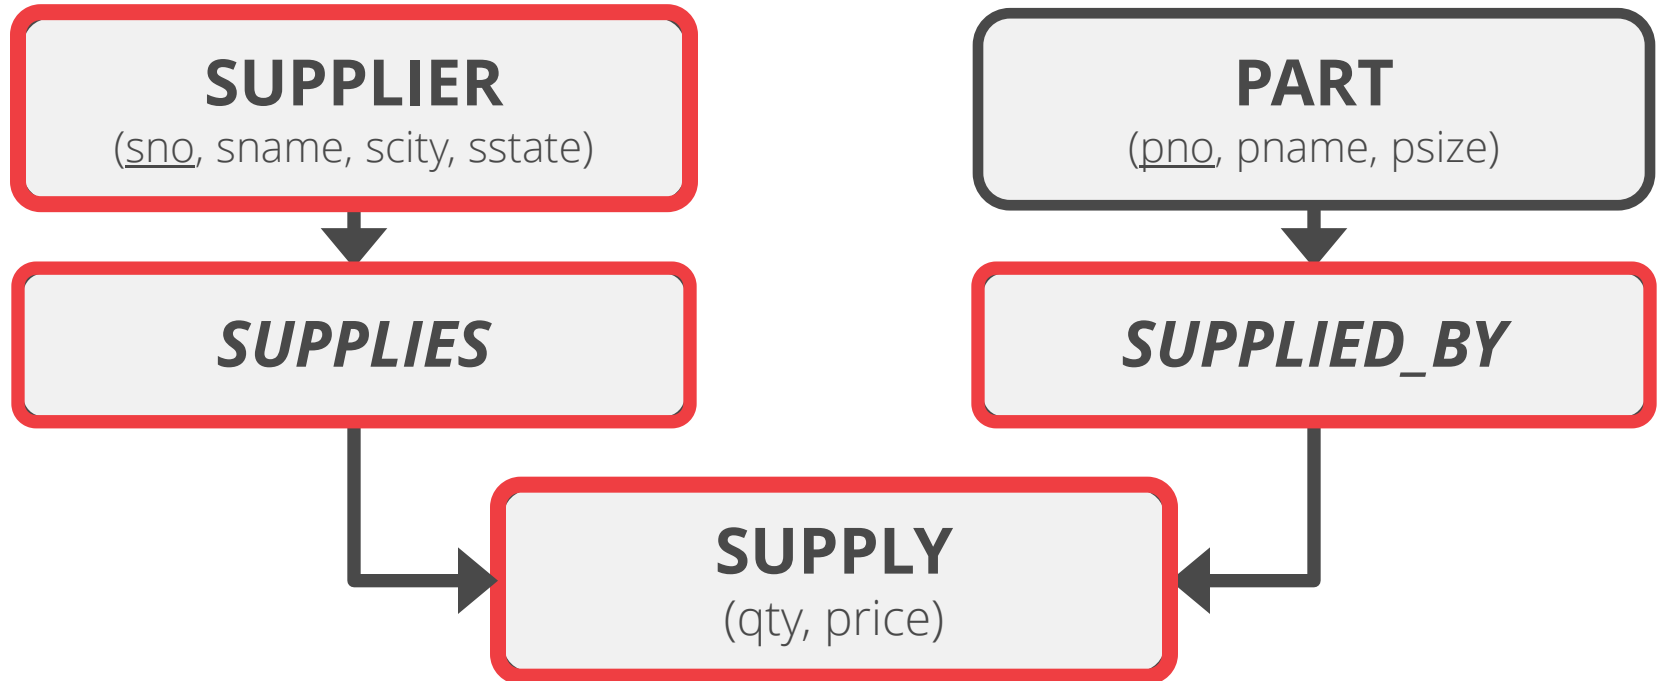 SUPPLIER
(sno, sname, scity, sstate)
PART
(pno, pname, psize)
SUPPLIES
SUPPLIED_BY
SUPPLY
(qty, price)